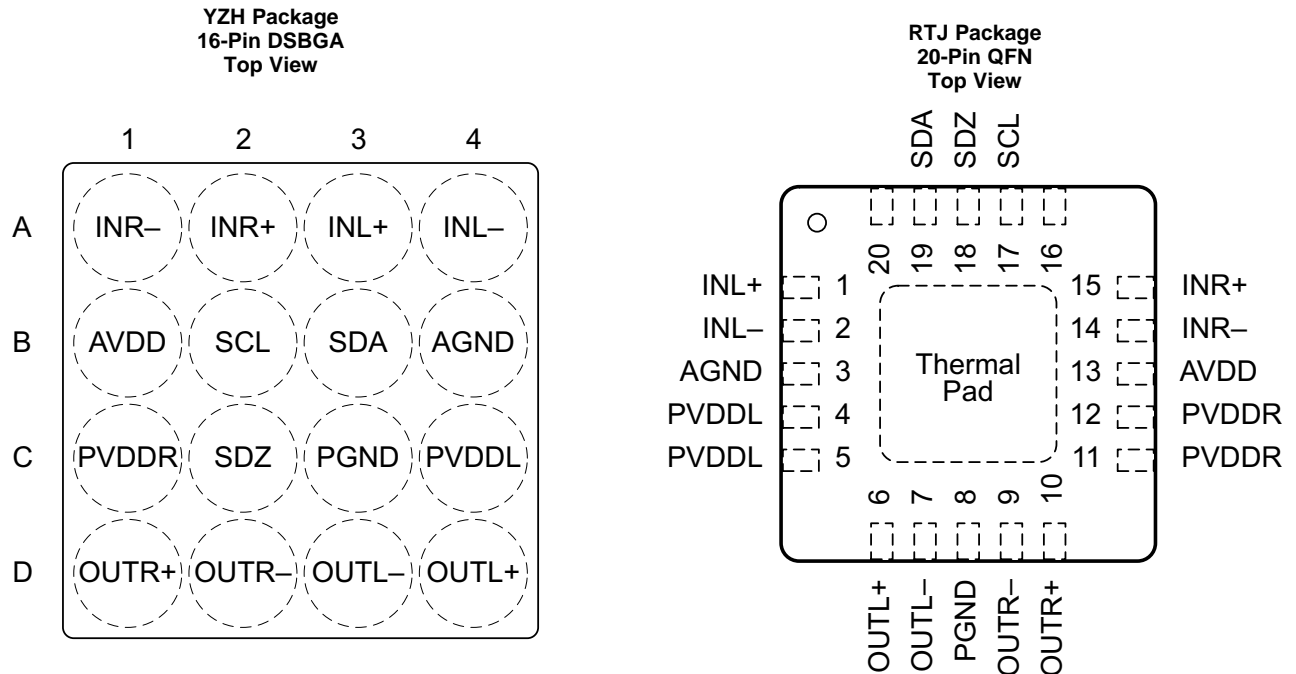 YZH Package
16-Pin DSBGA
Top View
1 2 3 4
A INR– INR+ INL+ INL–
B AVDD SCL SDA AGND
C PVDDR SDZ PGND PVDDL
D OUTR+ OUTR– OUTL– OUTL+
RTJ Package
20-Pin QFN
Top View
SDA SDZ SCL
20 19 18 17 16
INL+ 1 15 INR+
INL– 2 14 INR–
AGND 3 13 AVDD
PVDDL 4 12 PVDDR
PVDDL 5 11 PVDDR
Thermal
Pad
6 7 8 9 10
OUTL+ OUTL– PGND OUTR– OUTR+